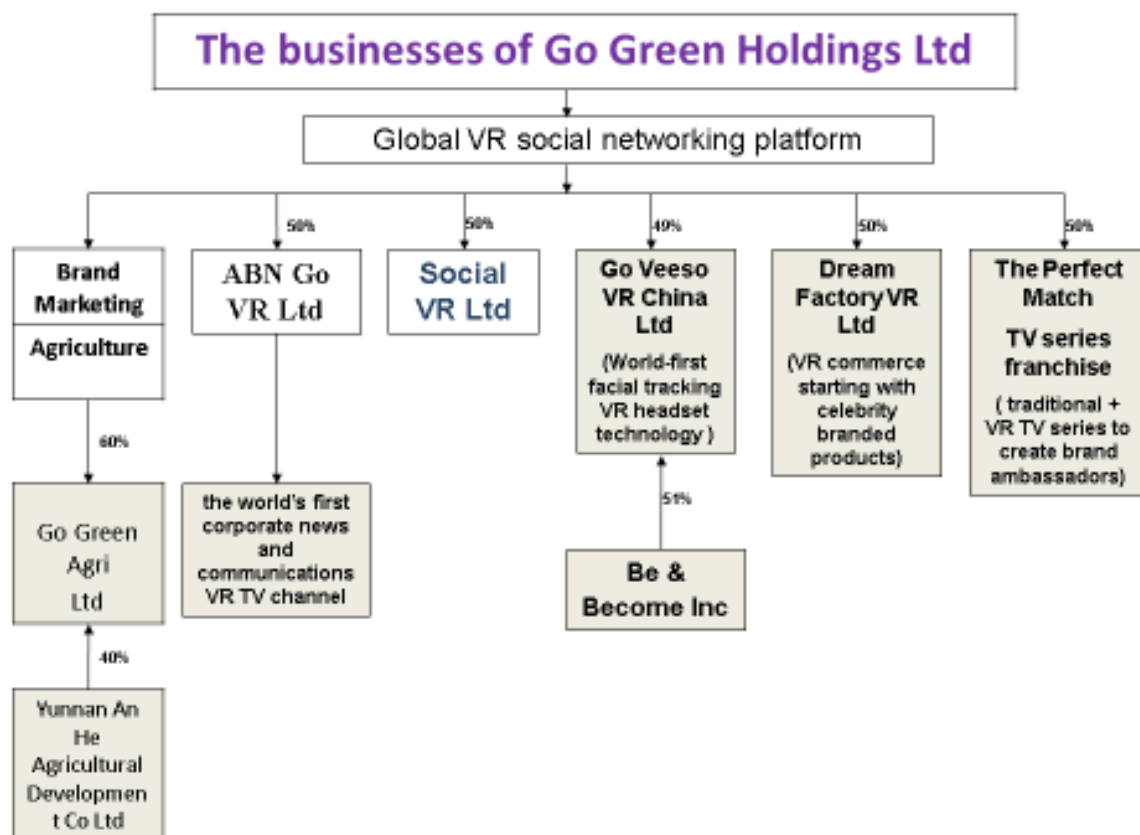 The businesses of Go Green Holdings Ltd
Global VR social networking platform
50%
50%
49%
50%
50%
Brand
Marketing
Agriculture
ABN Go
VR Ltd
Social
VR Ltd
Go Veeso
VR China
Ltd
(World-first
facial tracking
VR headset
technology )
Dream
Factory VR
Ltd
(VR commerce
starting with
celebrity
branded
products)
The Perfect
Match
TV series
franchise
( traditional +
VR TV series to
create brand
ambassadors)
60%
51%
Go Green
Agri
Ltd
the world's first
corporate news
and
communications
VR TV channel
Be &
Become Inc
40%
Yunnan An
He
Agricultural
Developmen
t Co Ltd